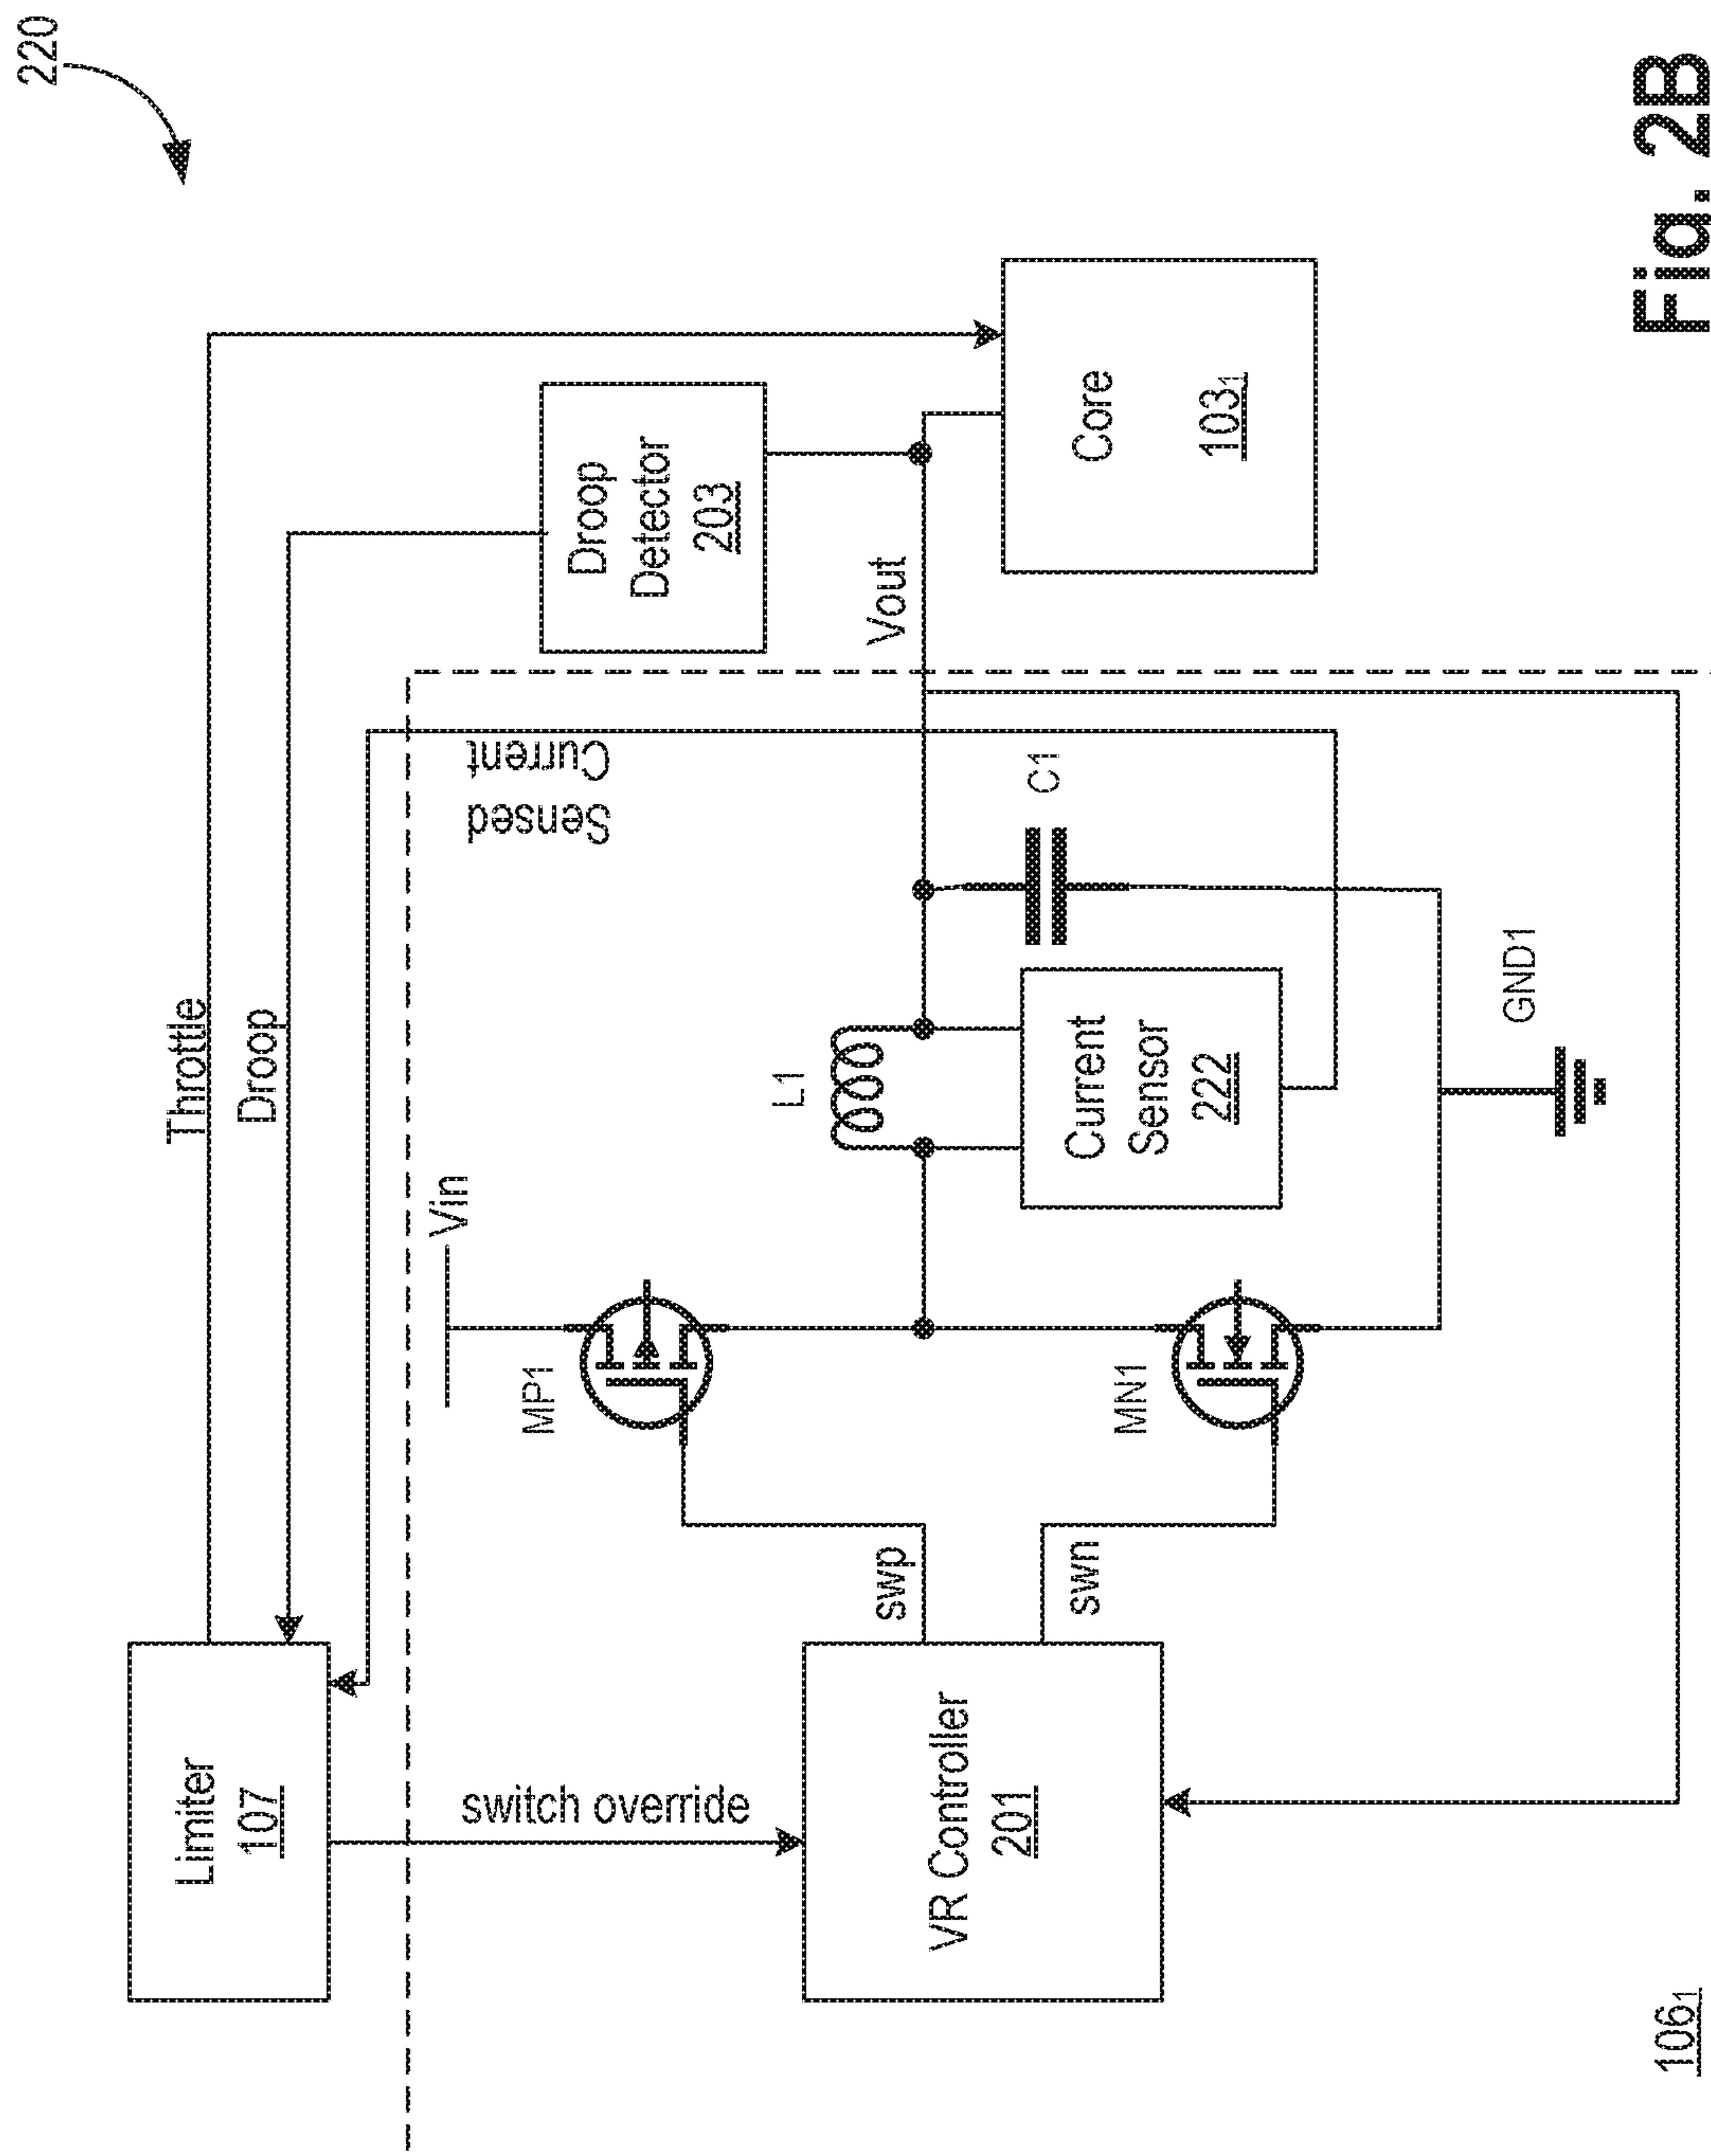 220
Throttle
Droop
Limiter
107
Sensed
Current
Vin
switch override
MP1
L1
Droop
Detector
203
Vout
swp
swn
VR Controller
201
MN1
Current
Sensor
222
C1
Core
103₁
GND1
106₁
Fig. 2B